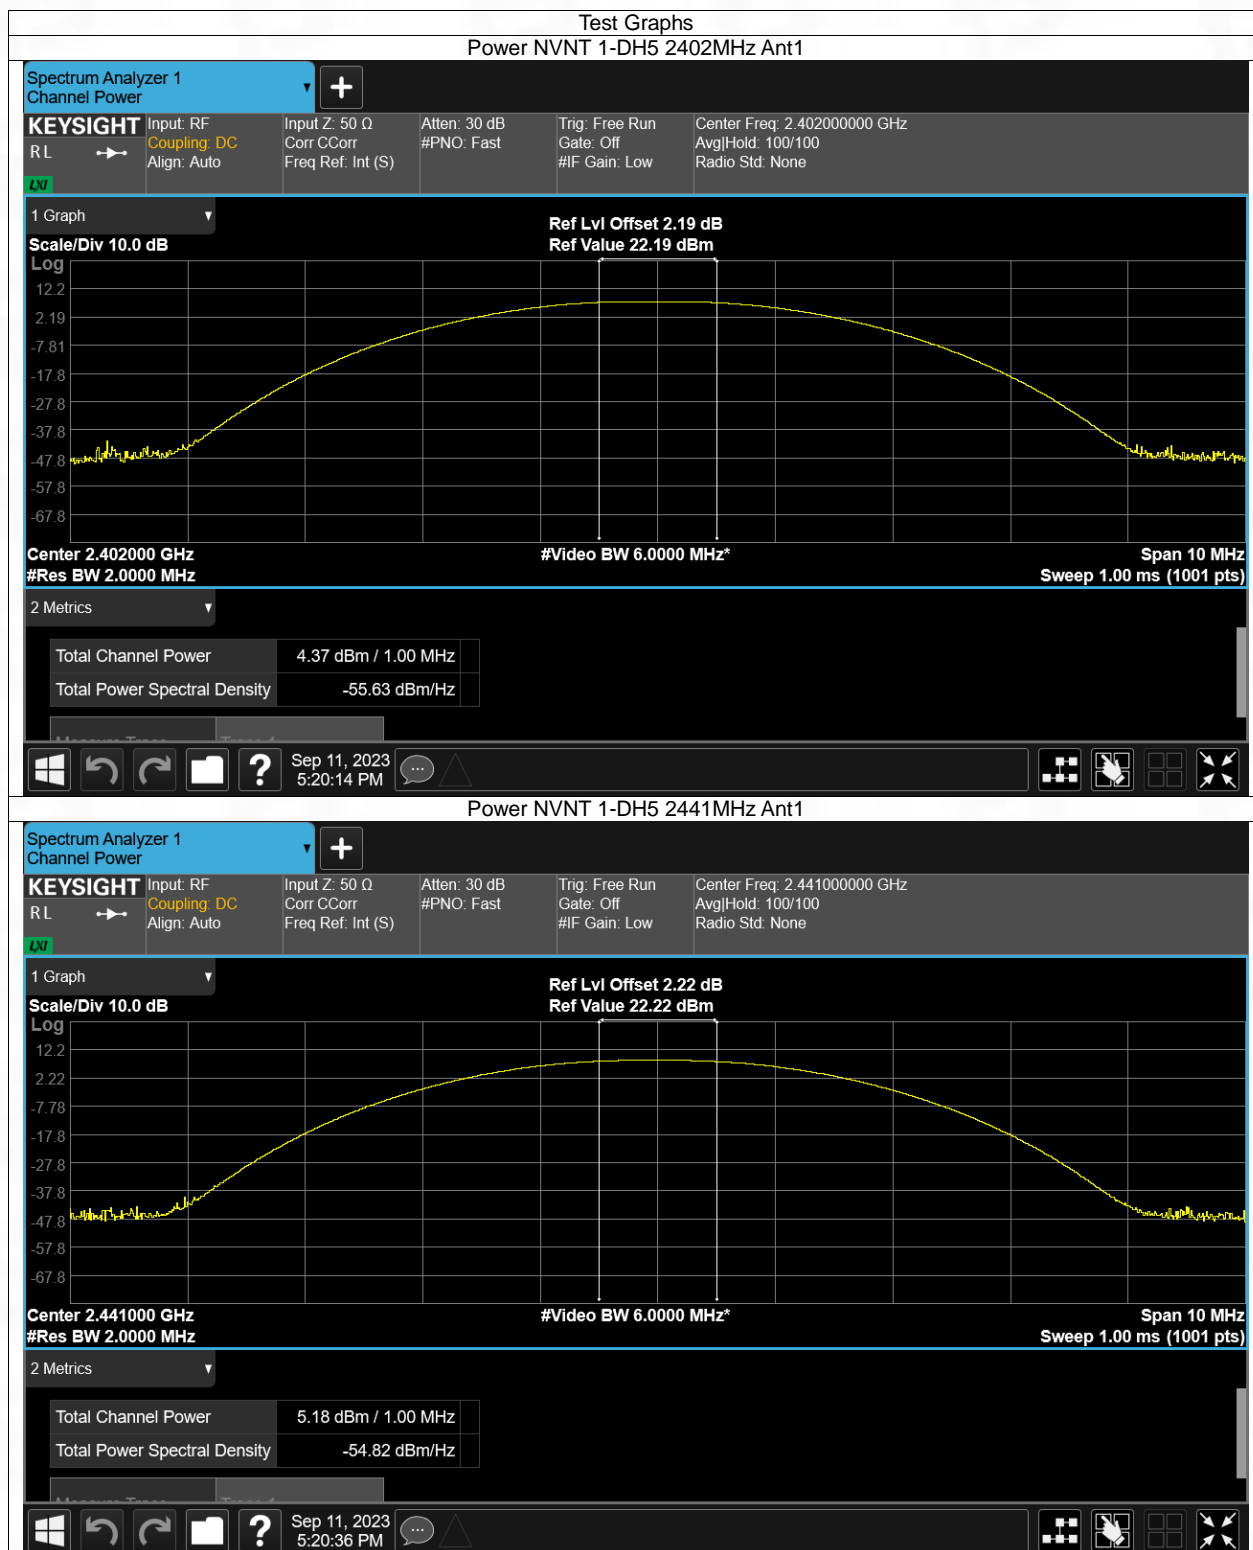 Test Graphs
Power NVNT 1-DH5 2402MHz Ant1
Spectrum Analyzer 1
Channel Power
KEYSIGHT
RL
LXI
Input: RF
Coupling: DC
Align: Auto
Input Z: 50 Ω
Corr CCorr
Freq Ref: Int (S)
Atten: 30 dB
#PNO: Fast
Trig: Free Run
Gate: Off
#IF Gain: Low
Center Freq: 2.402000000 GHz
Avg|Hold: 100/100
Radio Std: None
1 Graph
Ref Lvl Offset 2.19 dB
Scale/Div 10.0 dB
Ref Value 22.19 dBm
Log
12.2
2.19
-7.81
-17.8
-27.8
-37.8
-47.8
-57.8
-67.8
Center 2.402000 GHz
#Video BW 6.0000 MHz*
Span 10 MHz
#Res BW 2.0000 MHz
Sweep 1.00 ms (1001 pts)
2 Metrics
Total Channel Power 4.37 dBm / 1.00 MHz
Total Power Spectral Density -55.63 dBm/Hz
Measure Trace Trace 1
?
Sep 11, 2023
5:20:14 PM
Power NVNT 1-DH5 2441MHz Ant1
Spectrum Analyzer 1
Channel Power
KEYSIGHT
RL
LXI
Input: RF
Coupling: DC
Align: Auto
Input Z: 50 Ω
Corr CCorr
Freq Ref: Int (S)
Atten: 30 dB
#PNO: Fast
Trig: Free Run
Gate: Off
#IF Gain: Low
Center Freq: 2.441000000 GHz
Avg|Hold: 100/100
Radio Std: None
1 Graph
Ref Lvl Offset 2.22 dB
Scale/Div 10.0 dB
Ref Value 22.22 dBm
Log
12.2
2.22
-7.78
-17.8
-27.8
-37.8
-47.8
-57.8
-67.8
Center 2.441000 GHz
#Video BW 6.0000 MHz*
Span 10 MHz
#Res BW 2.0000 MHz
Sweep 1.00 ms (1001 pts)
2 Metrics
Total Channel Power 5.18 dBm / 1.00 MHz
Total Power Spectral Density -54.82 dBm/Hz
?
Sep 11, 2023
5:20:36 PM